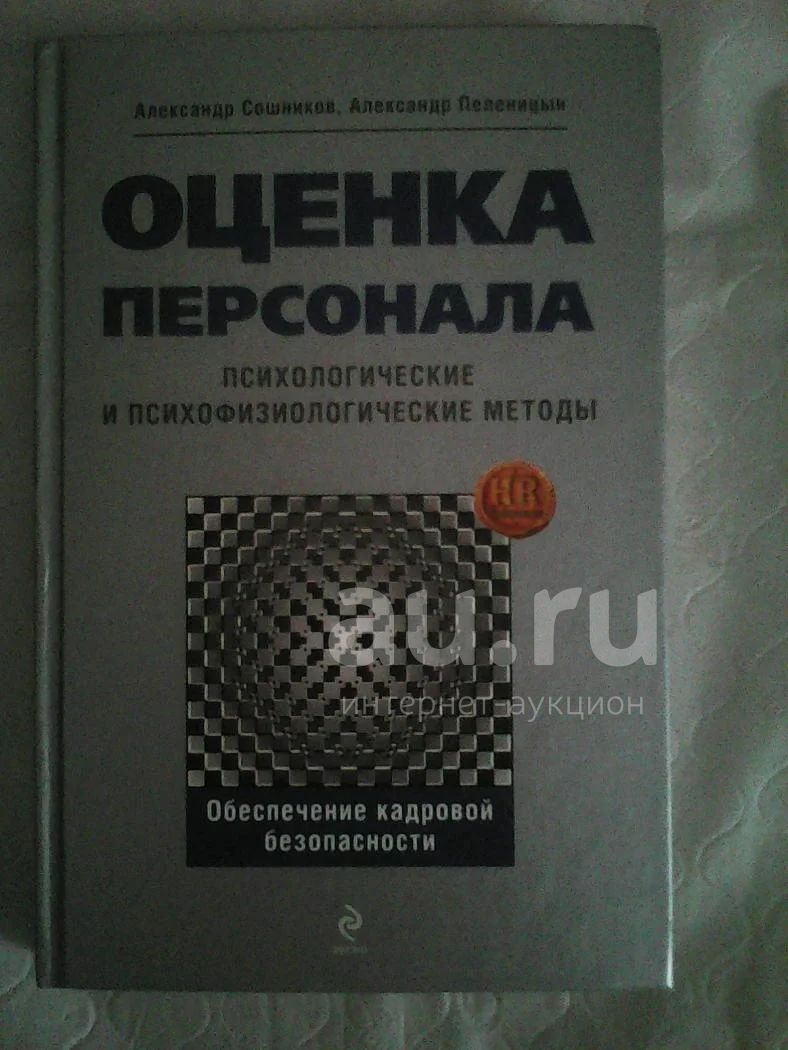 Александр Сошников, Александр Пеленицын
ОЦЕНКА
ПЕРСОНАЛА
ПСИХОЛОГИЧЕСКИЕ
И ПСИХОФИЗИОЛОГИЧЕСКИЕ МЕТОДЫ
HR
au.ru
интернет-аукцион
Обеспечение кадровой
безопасности